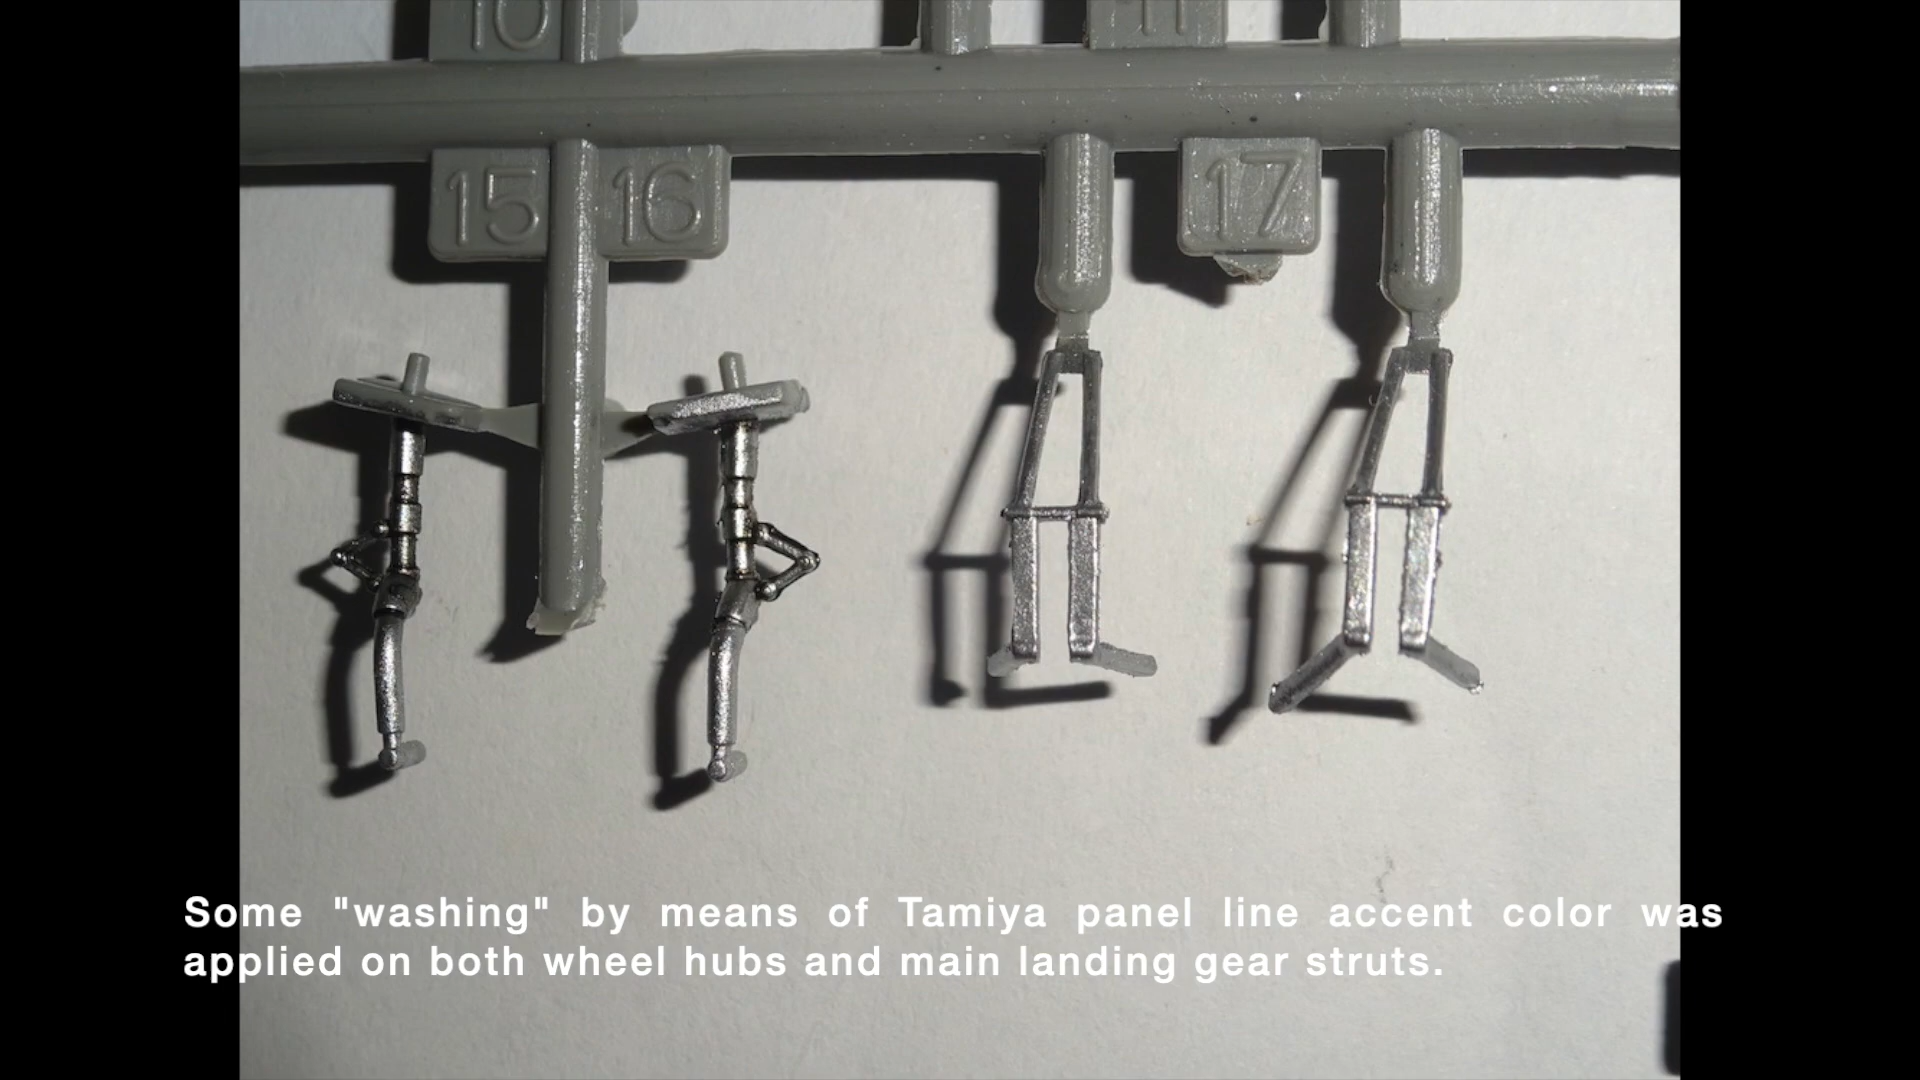 10 11
15 16 17
Some "washing" by means of Tamiya panel line accent color was
applied on both wheel hubs and main landing gear struts.